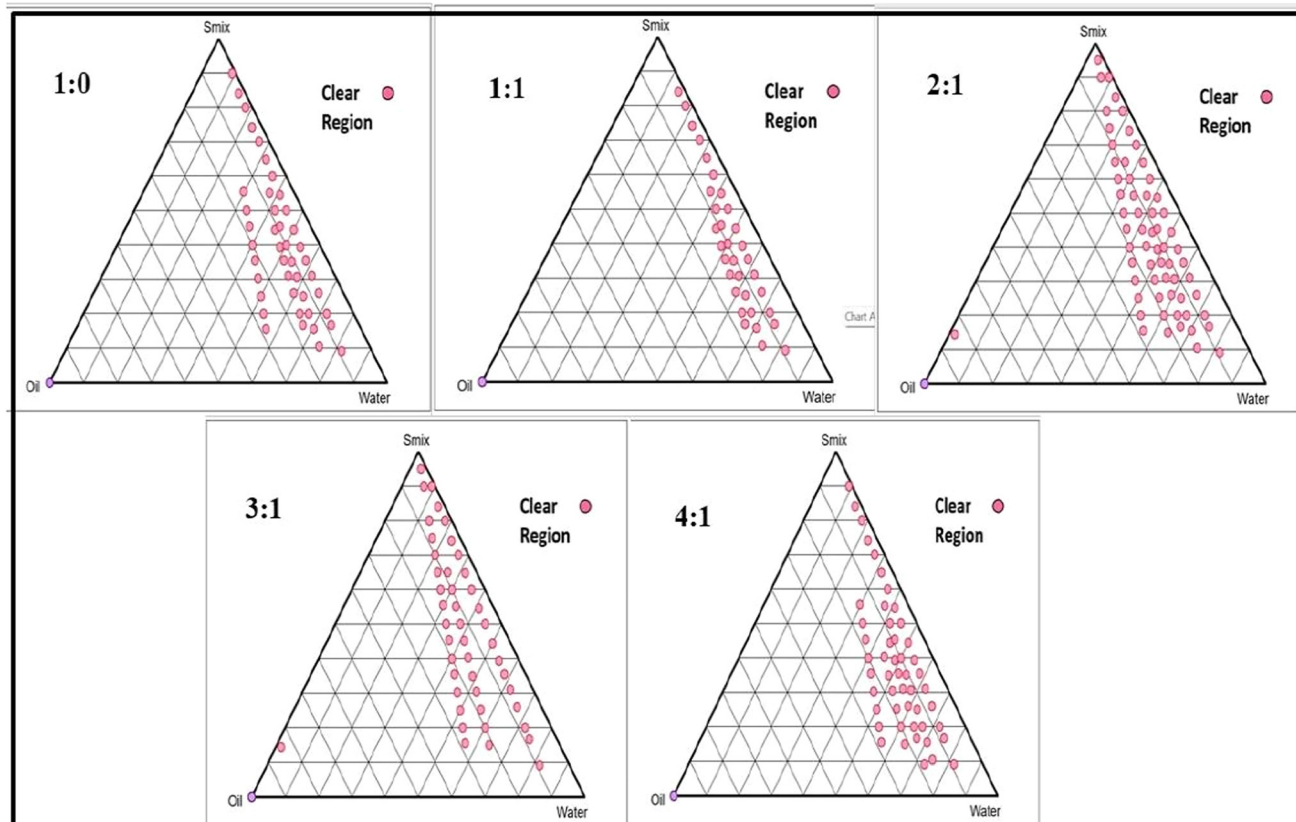 Smix
1:0
Clear
Region
Oil
Water
Smix
1:1
Clear
Region
Chart A
Oil
Water
Smix
2:1
Clear
Region
Oil
Water
Smix
3:1
Clear
Region
Oil
Water
Smix
4:1
Clear
Region
Oil
Water